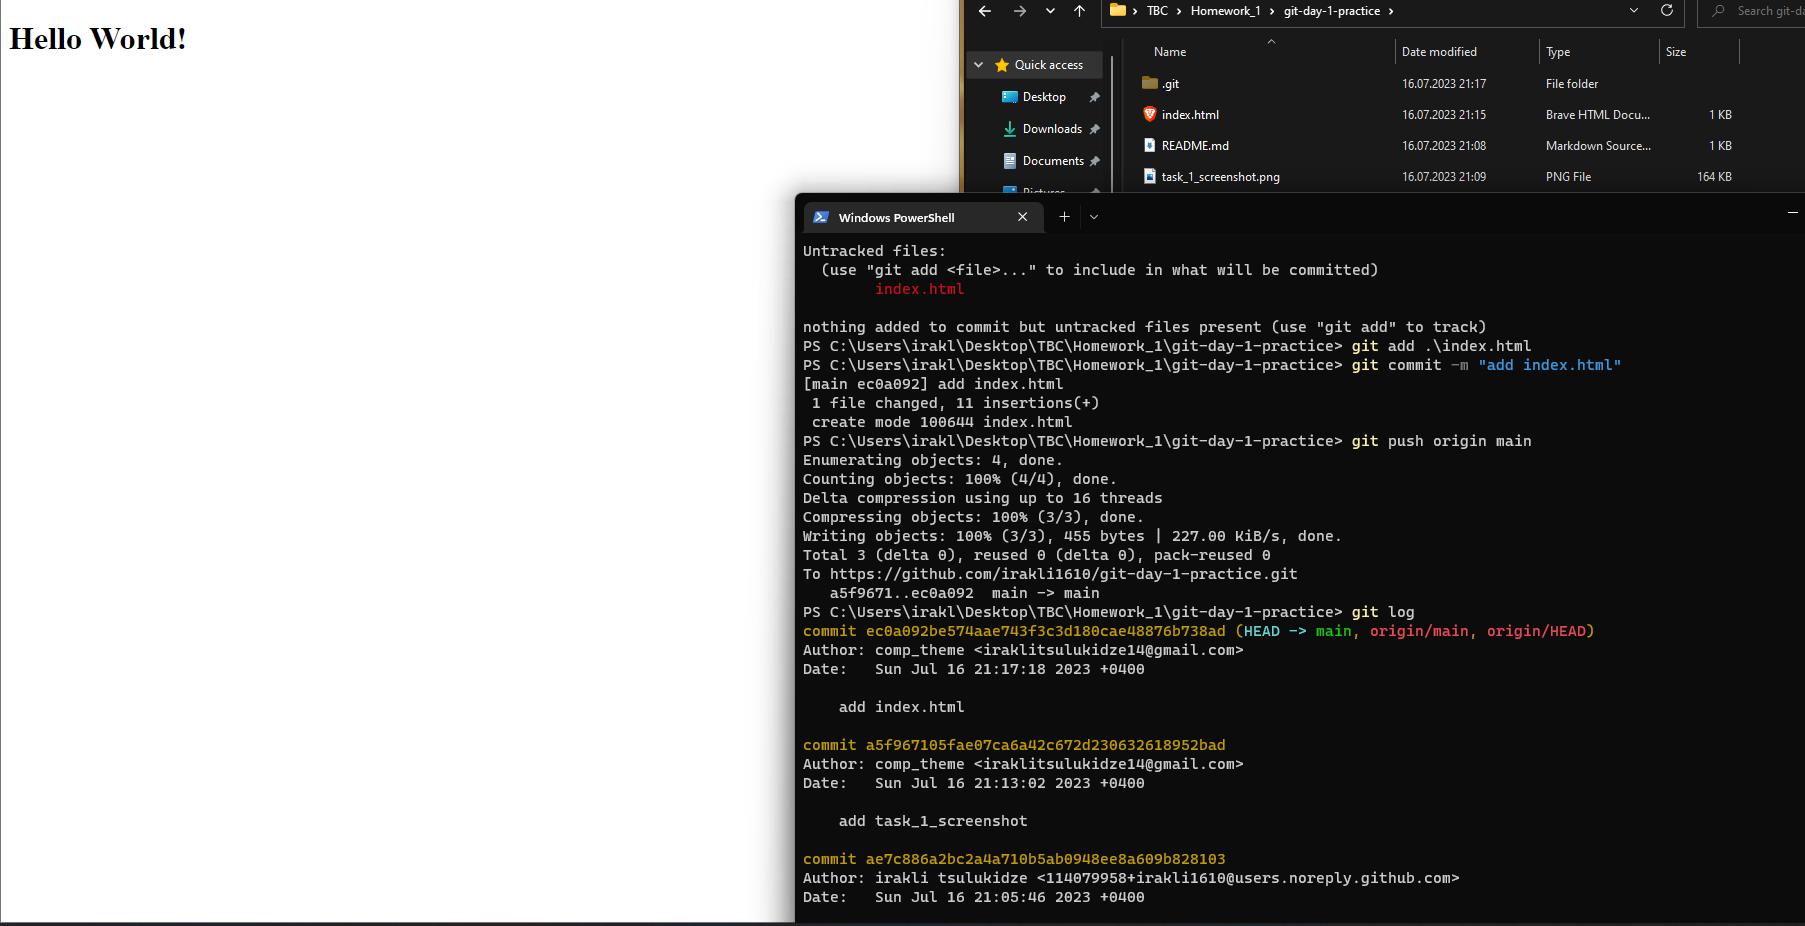 Hello World!
TBC > Homework_1 > git-day-1-practice >
Search git-da
Name Date modified Type Size
Quick access
Desktop
Downloads
Documents
Pictures
.git 16.07.2023 21:17 File folder
index.html 16.07.2023 21:15 Brave HTML Docu... 1 KB
README.md 16.07.2023 21:08 Markdown Source... 1 KB
task_1_screenshot.png 16.07.2023 21:09 PNG File 164 KB
Windows PowerShell
Untracked files:
(use "git add <file>..." to include in what will be committed)
index.html
nothing added to commit but untracked files present (use "git add" to track)
PS C:\Users\irakl\Desktop\TBC\Homework_1\git-day-1-practice> git add .\index.html
PS C:\Users\irakl\Desktop\TBC\Homework_1\git-day-1-practice> git commit -m "add index.html"
[main ec0a092] add index.html
1 file changed, 11 insertions(+)
create mode 100644 index.html
PS C:\Users\irakl\Desktop\TBC\Homework_1\git-day-1-practice> git push origin main
Enumerating objects: 4, done.
Counting objects: 100% (4/4), done.
Delta compression using up to 16 threads
Compressing objects: 100% (3/3), done.
Writing objects: 100% (3/3), 455 bytes | 227.00 KiB/s, done.
Total 3 (delta 0), reused 0 (delta 0), pack-reused 0
To https://github.com/irakli1610/git-day-1-practice.git
a5f9671..ec0a092  main -> main
PS C:\Users\irakl\Desktop\TBC\Homework_1\git-day-1-practice> git log
commit ec0a092be574aae743f3c3d180cae48876b738ad (HEAD -> main, origin/main, origin/HEAD)
Author: comp_theme <iraklitsulukidze14@gmail.com>
Date:   Sun Jul 16 21:17:18 2023 +0400
add index.html
commit a5f967105fae07ca6a42c672d230632618952bad
Author: comp_theme <iraklitsulukidze14@gmail.com>
Date:   Sun Jul 16 21:13:02 2023 +0400
add task_1_screenshot
commit ae7c886a2bc2a4a710b5ab0948ee8a609b828103
Author: irakli tsulukidze <114079958+irakli1610@users.noreply.github.com>
Date:   Sun Jul 16 21:05:46 2023 +0400